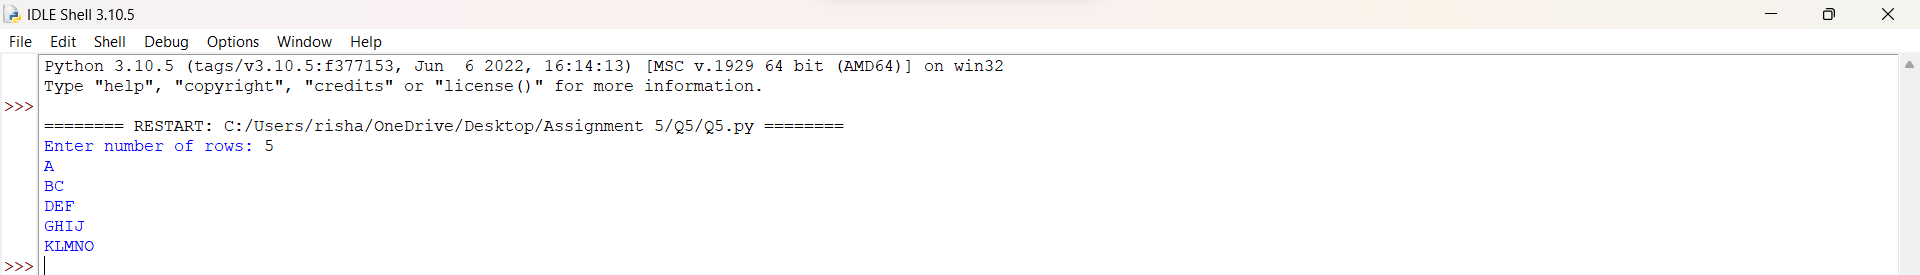 IDLE Shell 3.10.5
File Edit Shell Debug Options Window Help
Python 3.10.5 (tags/v3.10.5:f377153, Jun  6 2022, 16:14:13) [MSC v.1929 64 bit (AMD64)] on win32
Type "help", "copyright", "credits" or "license()" for more information.
>>>
======== RESTART: C:/Users/risha/OneDrive/Desktop/Assignment 5/Q5/Q5.py ========
Enter number of rows: 5
A
BC
DEF
GHIJ
KLMNO
>>>